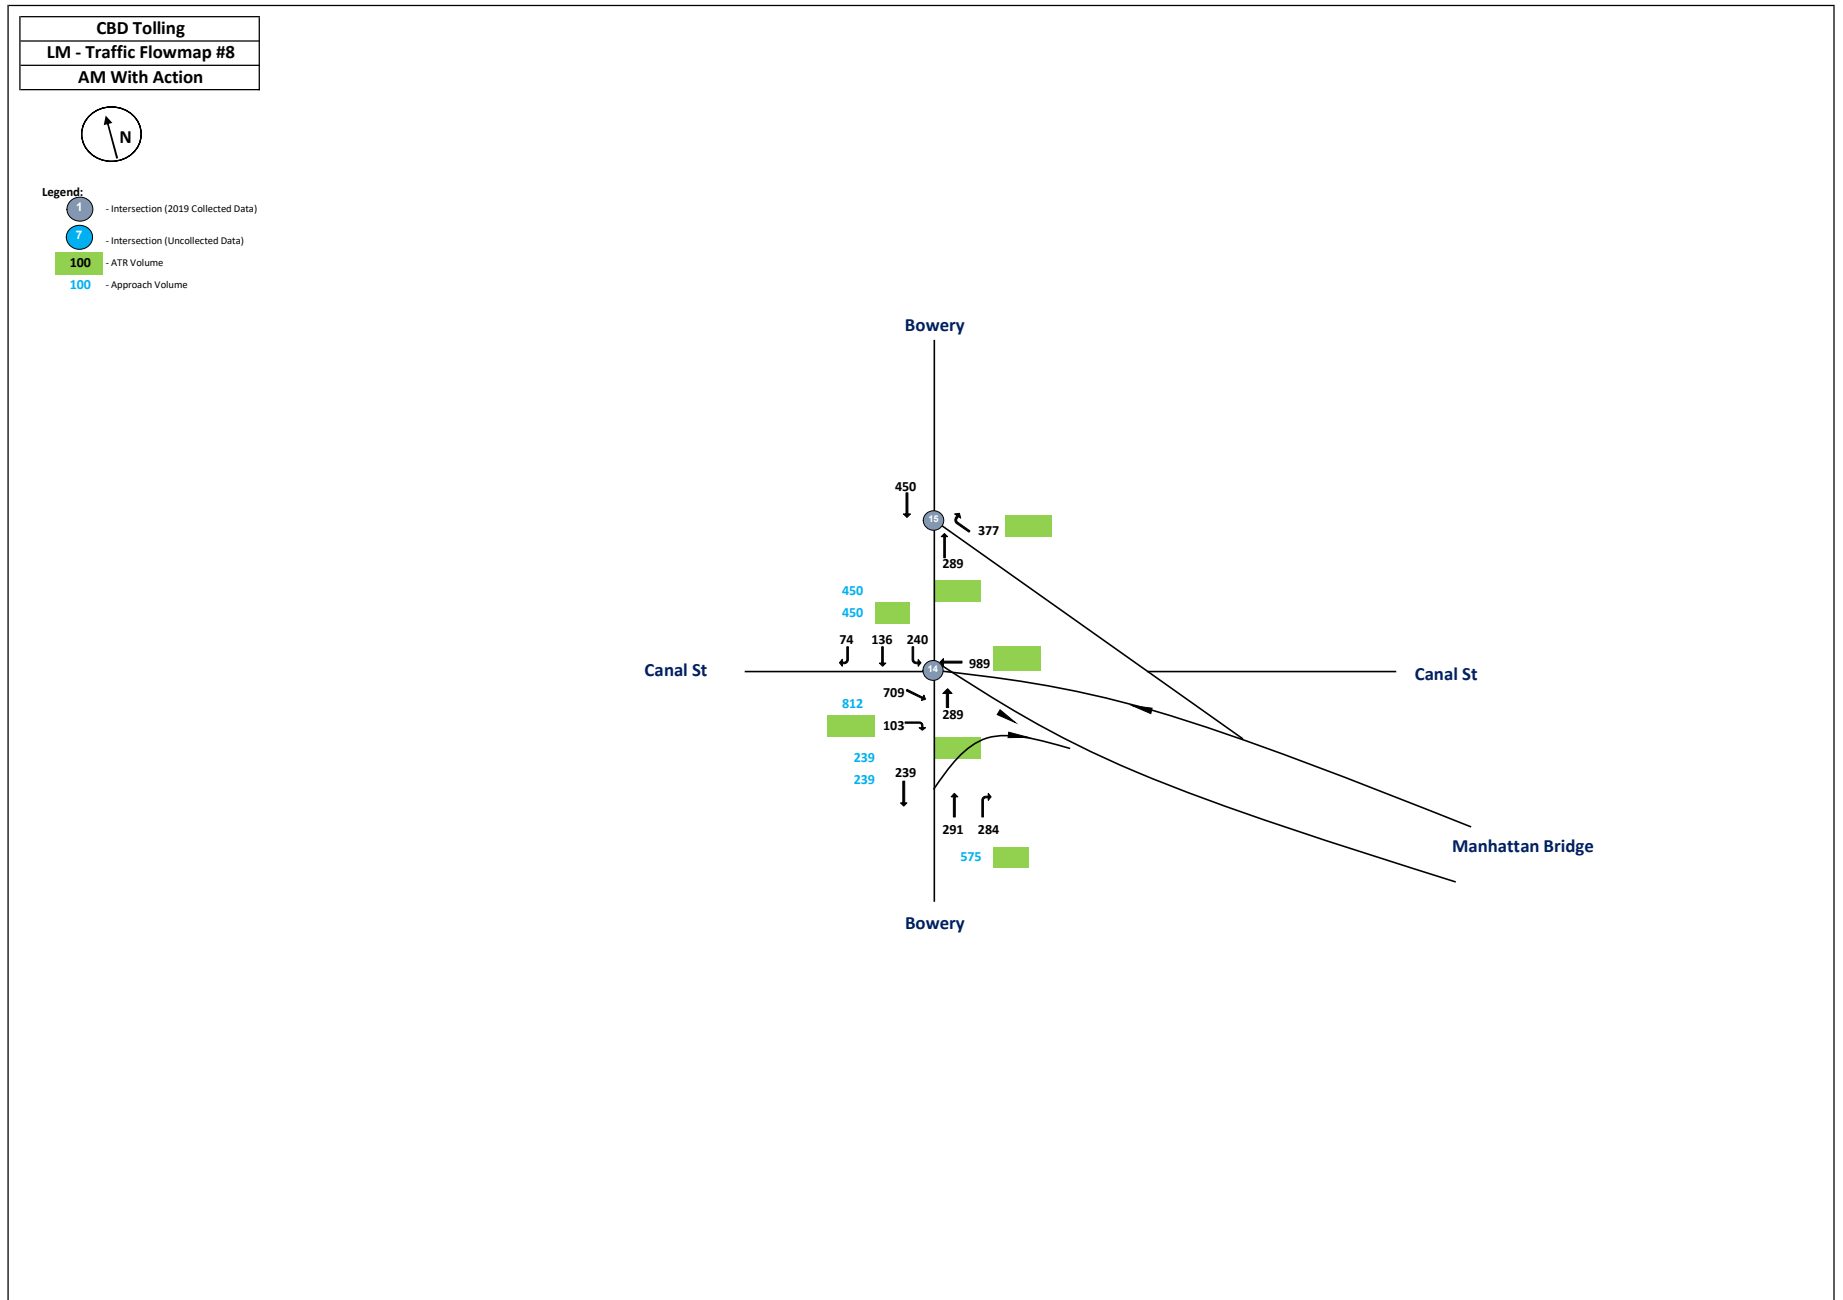 CBD Tolling
LM - Traffic Flowmap #8
AM With Action
N
Legend:
1 - Intersection (2019 Collected Data)
7 - Intersection (Uncollected Data)
100 - ATR Volume
100 - Approach Volume
Bowery
450
15
377
289
450
450
74 136 240
989
Canal St
14
Canal St
709
812
289
103
239
239
239
291 284
Manhattan Bridge
575
Bowery